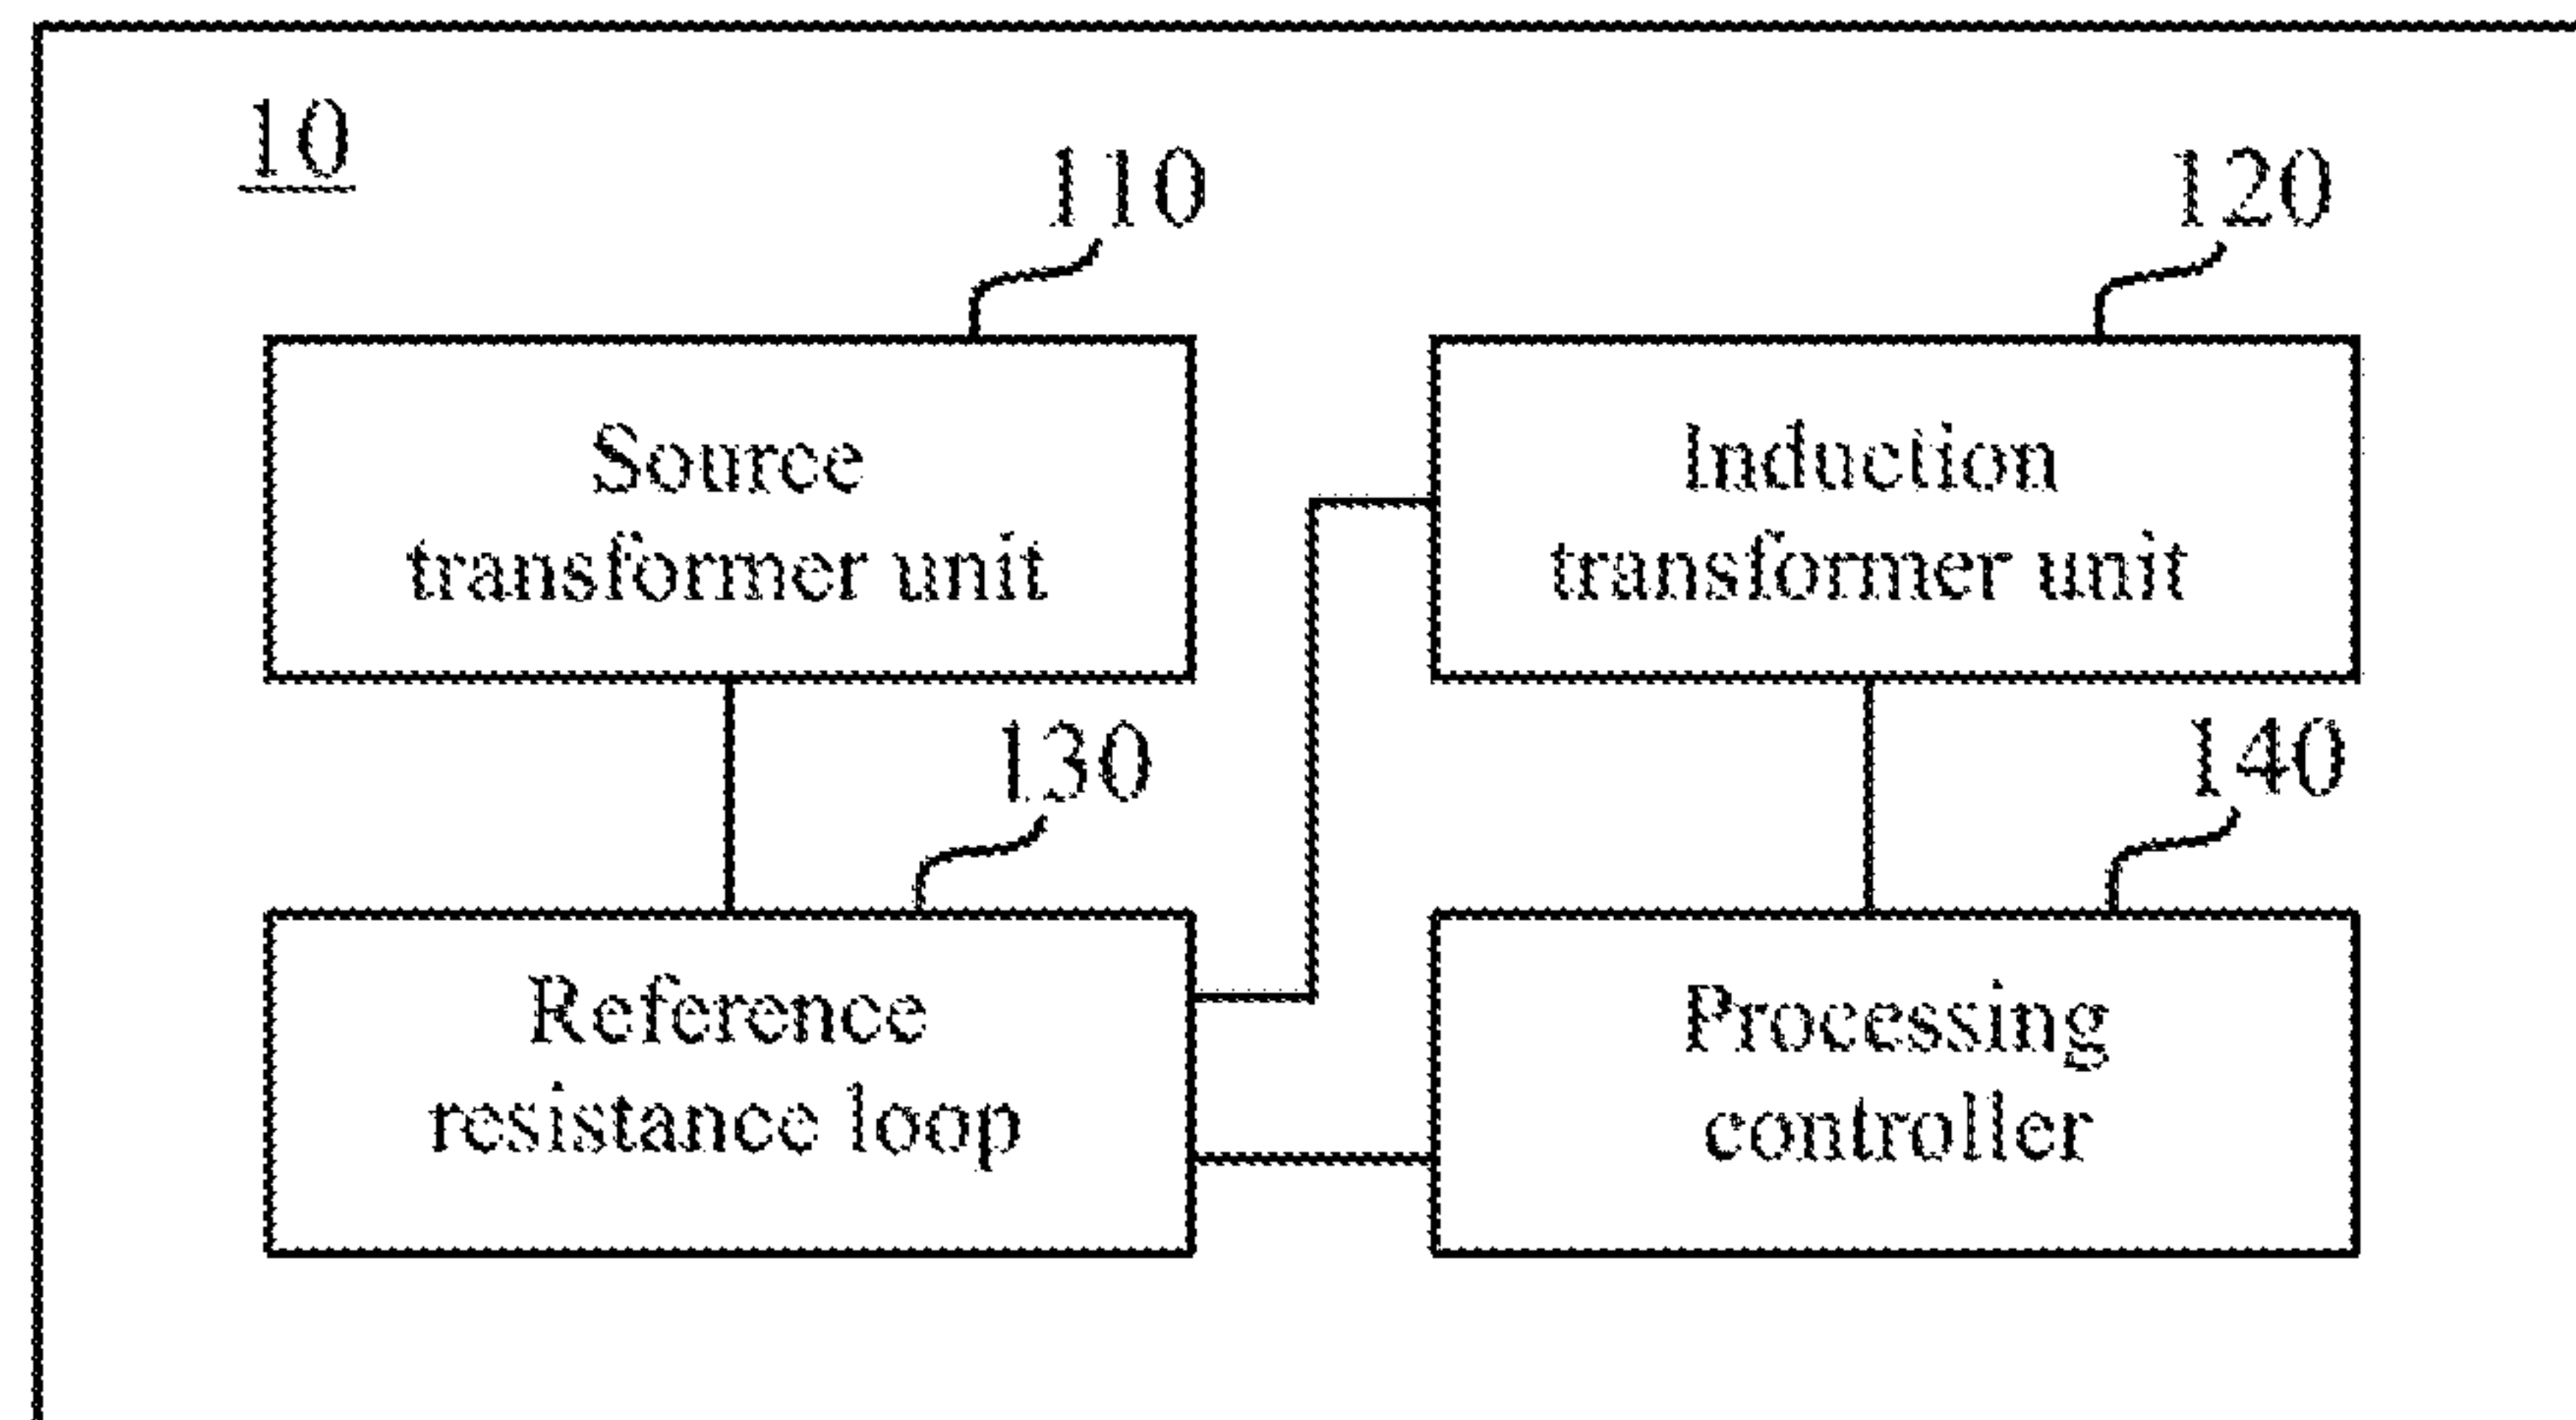 10
110
120
Source
transformer unit
Induction
transformer unit
130
140
Reference
resistance loop
Processing
controller